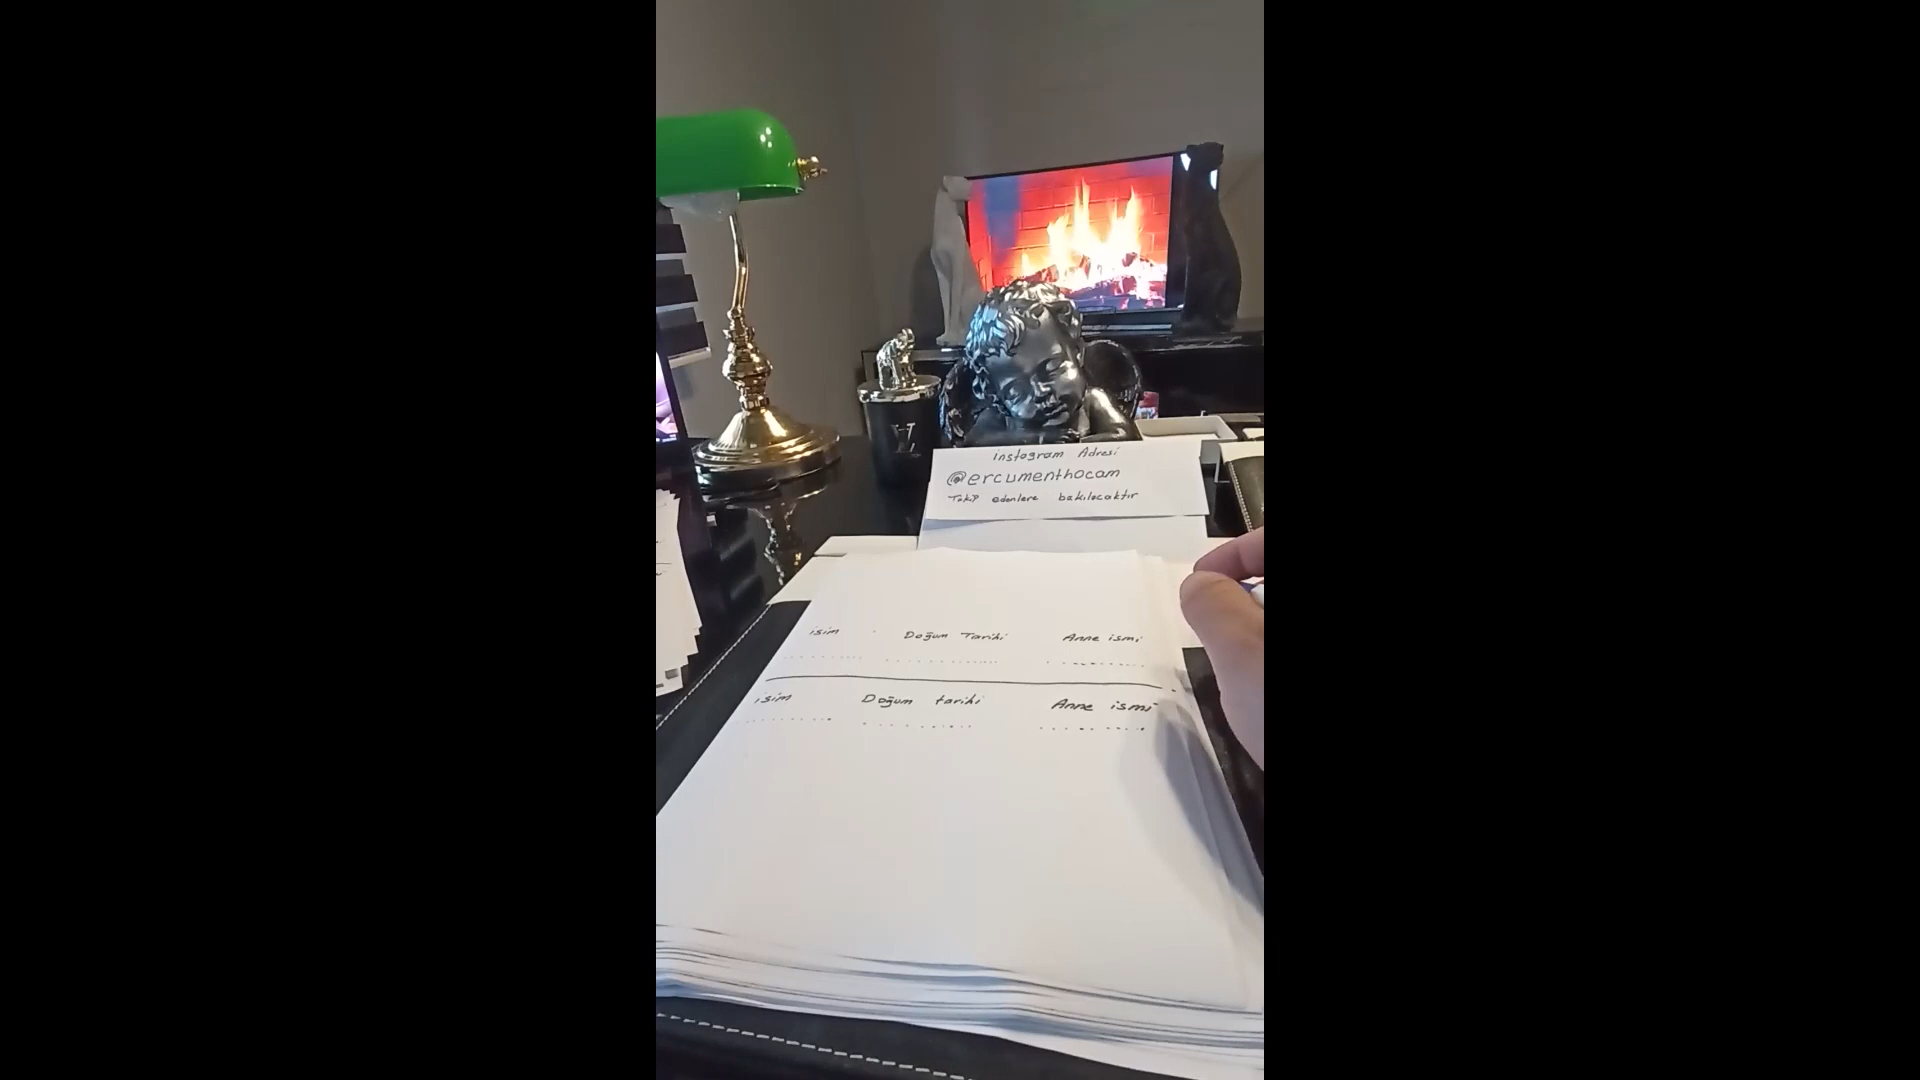 instagram Adresi
@ercumenthocam
Takip edenlere bakılacaktır
isim Doğum Tarihi Anne ismi
isim Doğum tarihi Anne ismi